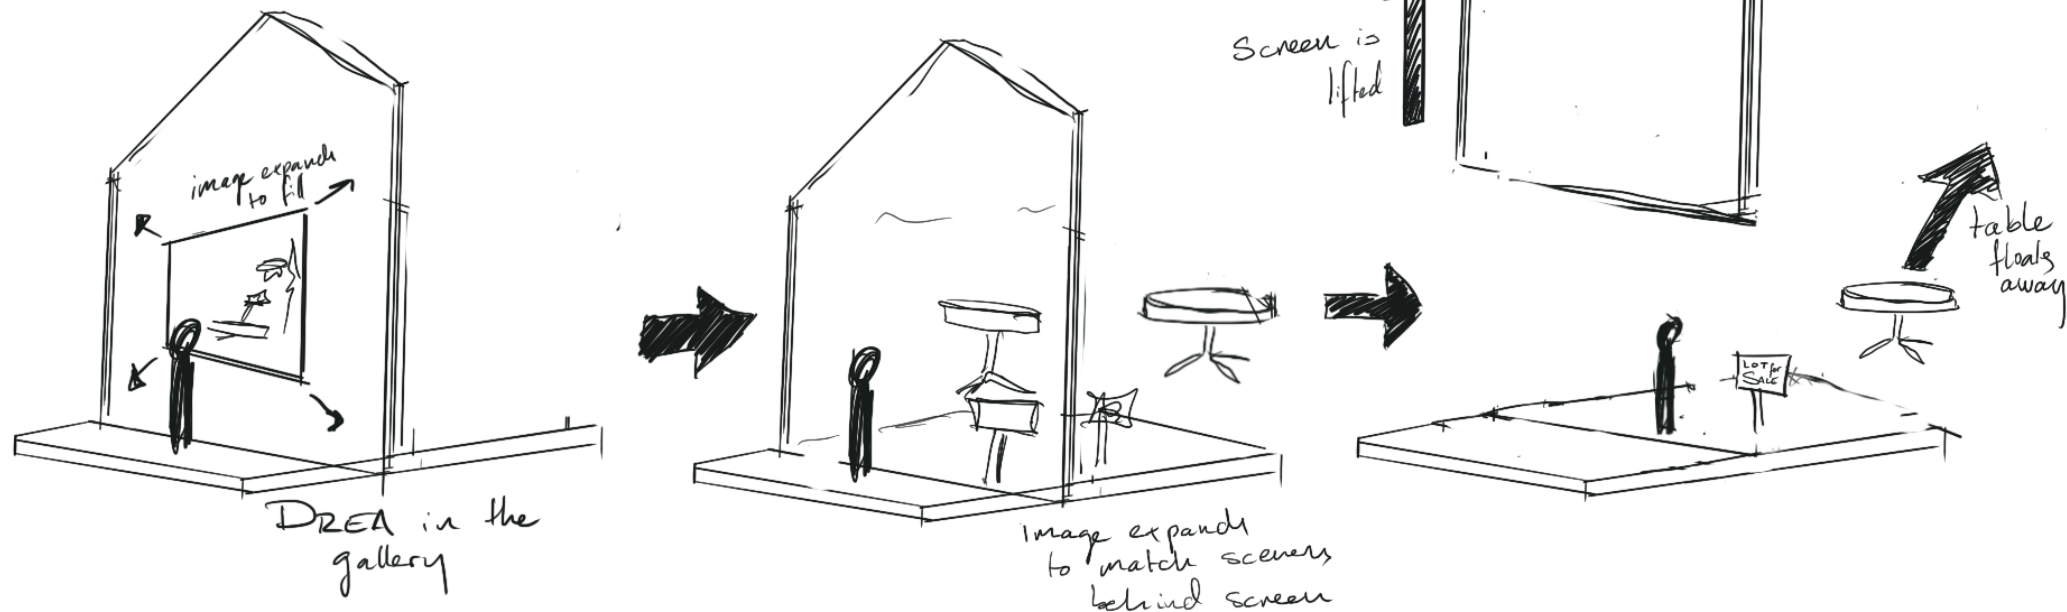 image expands
to fill
DREA in the
gallery
Image expands
to match scenery
behind screen
Screen is
lifted
LOT for
SALE
table
floats
away